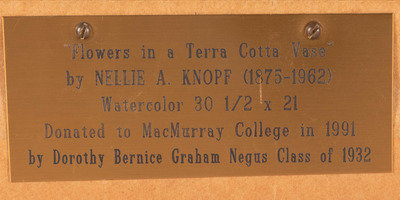 "Flowers in a Terra Cotta Vase"
by NELLIE A. KNOPF (1875-1962)
Watercolor 30 1/2 x 21
Donated to MacMurray College in 1991
by Dorothy Bernice Graham Negus Class of 1932